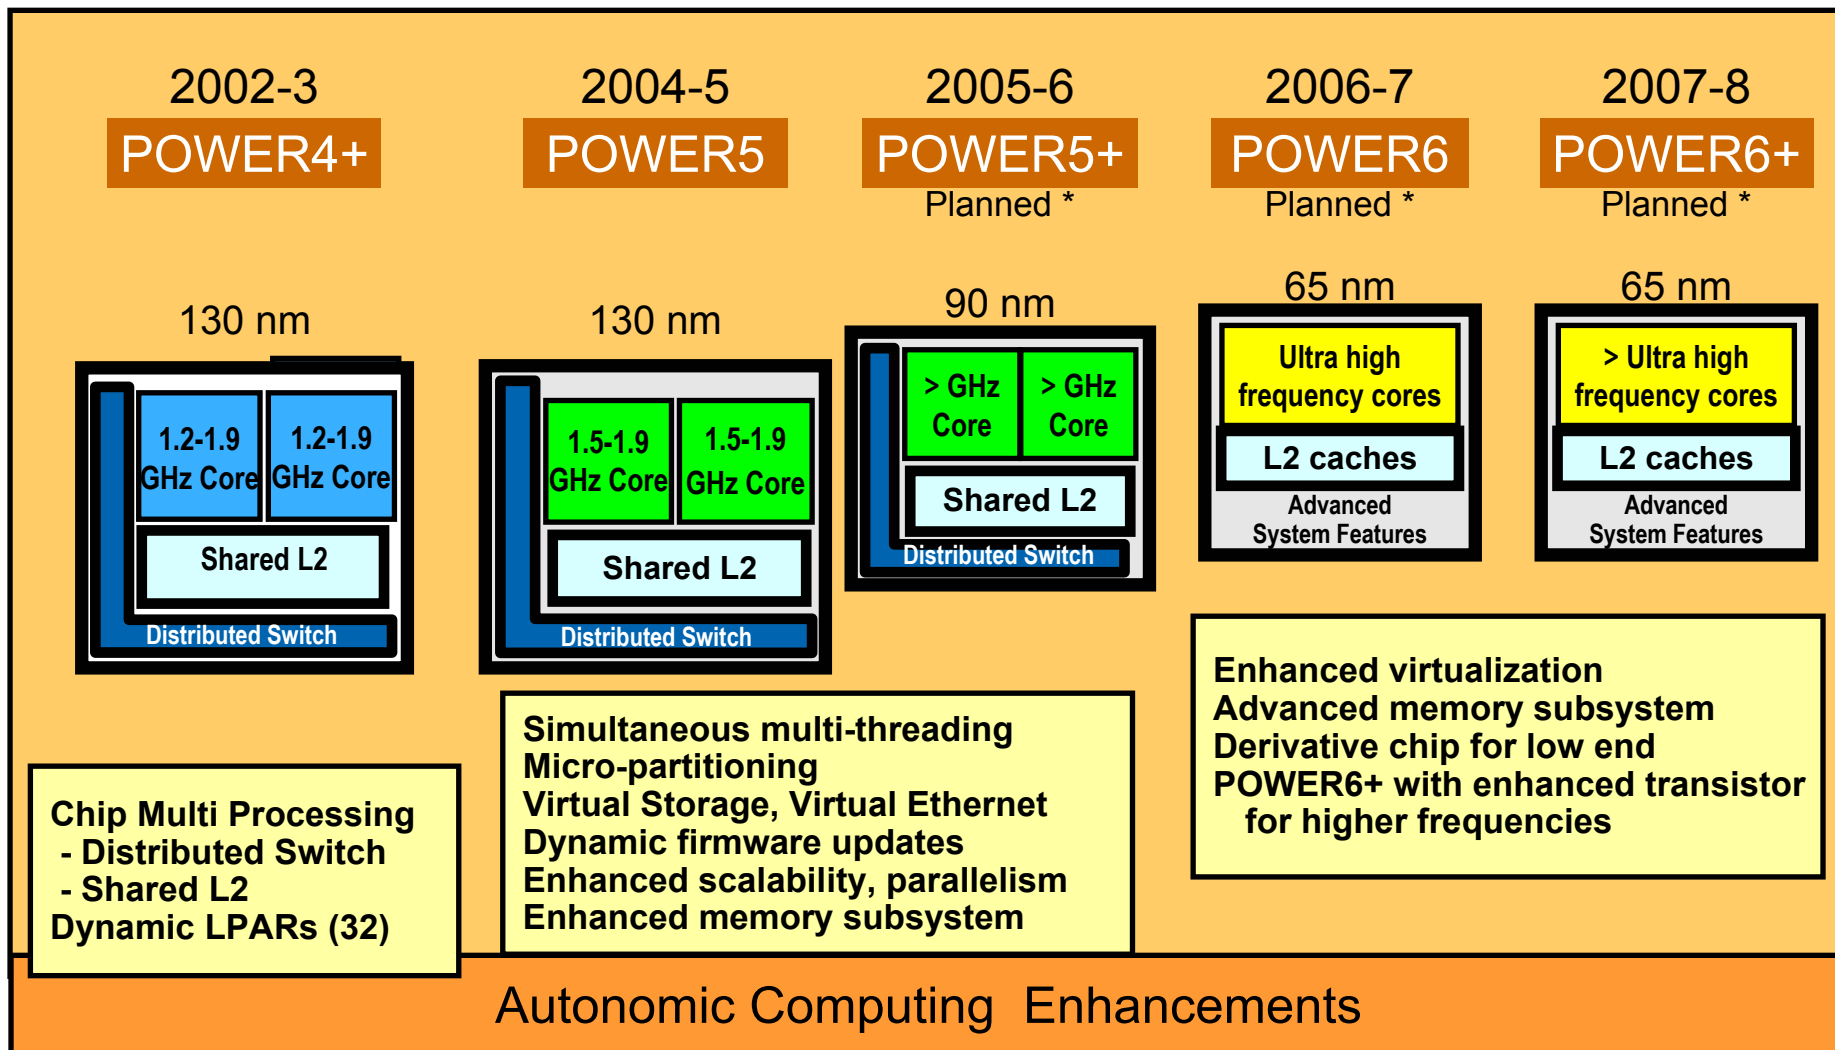 2002-3
POWER4+
130 nm
1.2-1.9
GHz Core
1.2-1.9
GHz Core
Shared L2
Distributed Switch
Chip Multi Processing
- Distributed Switch
- Shared L2
Dynamic LPARs (32)
2004-5
POWER5
130 nm
1.5-1.9
GHz Core
1.5-1.9
GHz Core
Shared L2
Distributed Switch
2005-6
POWER5+
Planned *
90 nm
> GHz
Core
> GHz
Core
Shared L2
Distributed Switch
Simultaneous multi-threading
Micro-partitioning
Virtual Storage, Virtual Ethernet
Dynamic firmware updates
Enhanced scalability, parallelism
Enhanced memory subsystem
2006-7
POWER6
Planned *
65 nm
Ultra high
frequency cores
L2 caches
Advanced
System Features
2007-8
POWER6+
Planned *
65 nm
> Ultra high
frequency cores
L2 caches
Advanced
System Features
Enhanced virtualization
Advanced memory subsystem
Derivative chip for low end
POWER6+ with enhanced transistor
for higher frequencies
Autonomic Computing Enhancements